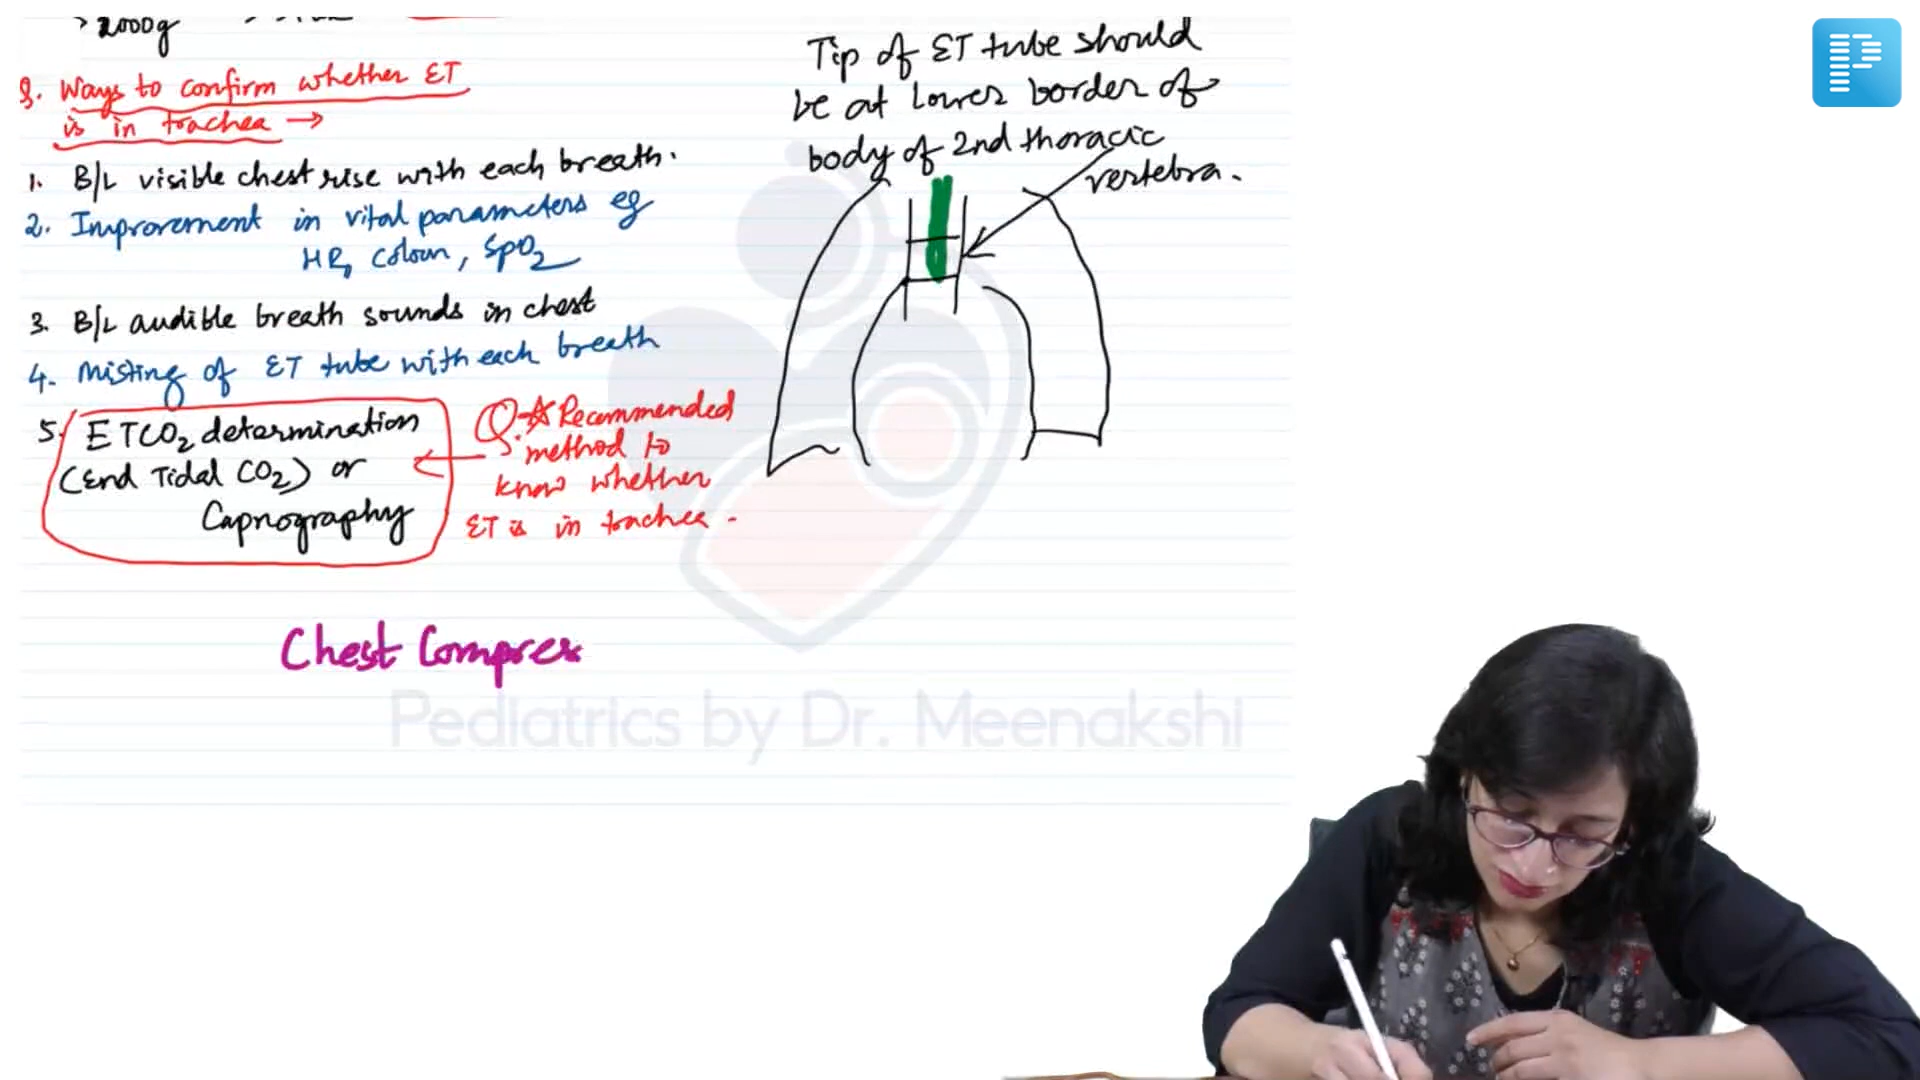 2000g
Q. Ways to confirm whether ET
is in trachea →
1. B/L visible chest rise with each breath.
2. Improvement in vital parameters eg
HR, Colour, SpO2
3. B/L audible breath sounds in chest
4. Misting of ET tube with each breath
5. ETCO2 determination
(End Tidal CO2) or
Capnography
Q. ☆ Recommended
method to
know whether
ET is in trachea -
Tip of ET tube should
be at lower border of
body of 2nd thoracic
vertebra.
Chest Compres
Pediatrics by Dr. Meenakshi